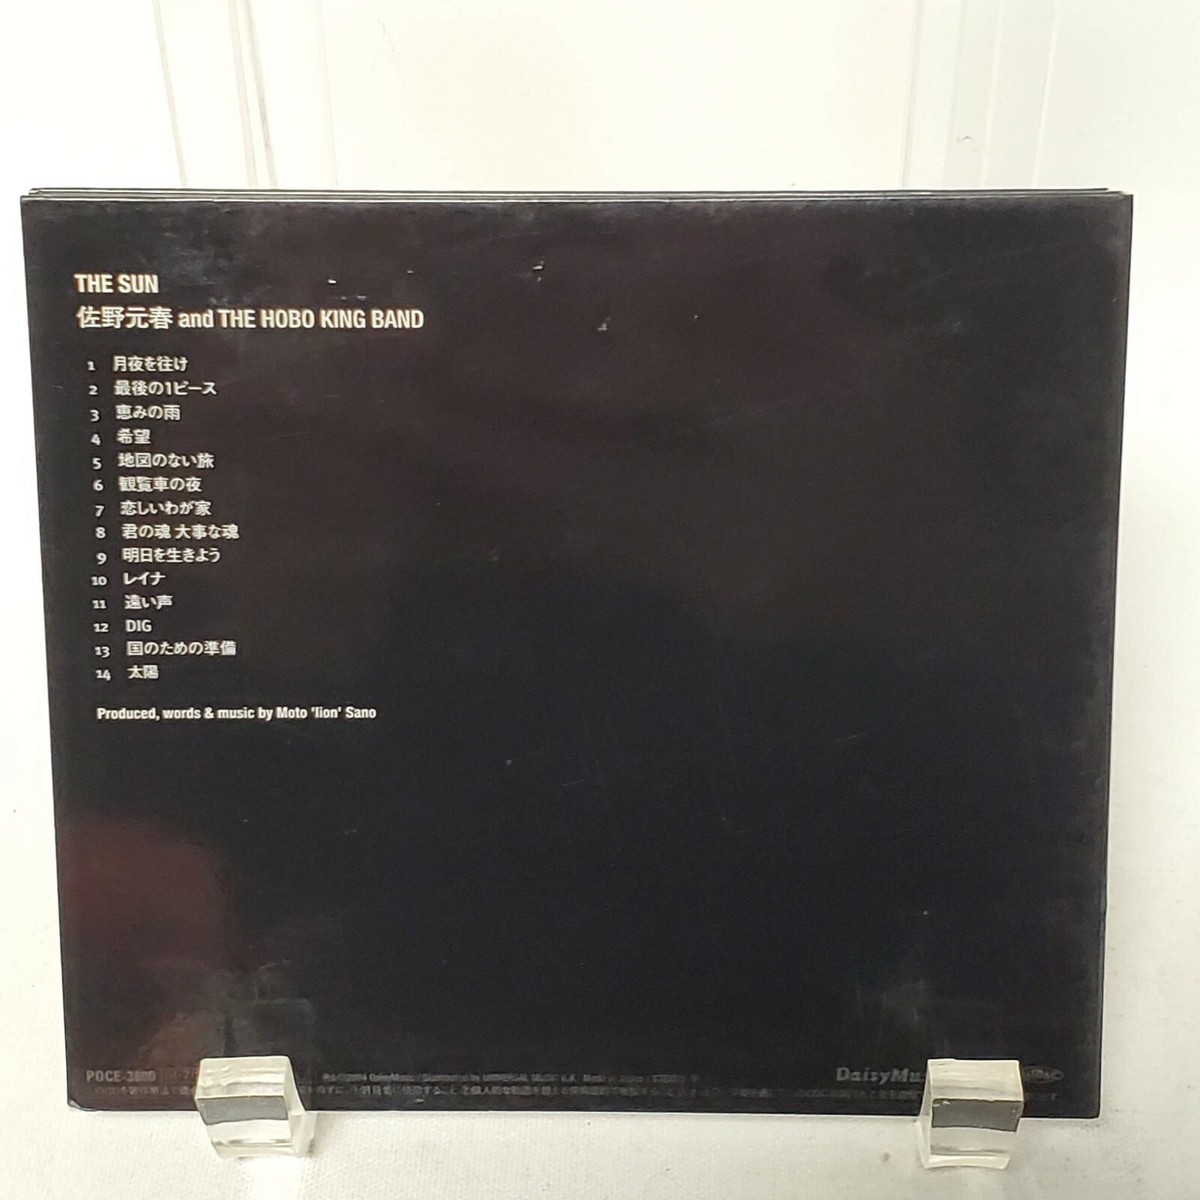 THE SUN
佐野元春 and THE HOBO KING BAND
1 月夜を往け
2 最後の1ピース
3 恵みの雨
4 希望
5 地図のない旅
6 観覧車の夜
7 恋しいわが家
8 君の魂 大事な魂
9 明日を生きよう
10 レイナ
11 遠い声
12 DIG
13 国のための準備
14 太陽
Produced, words & music by Moto 'lion' Sano
DaisyMu